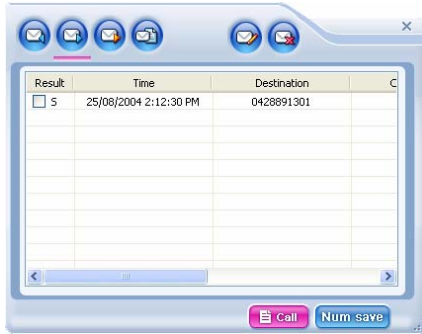 Result Time Destination C
S 25/08/2004 2:12:30 PM 0428891301
Call Num save